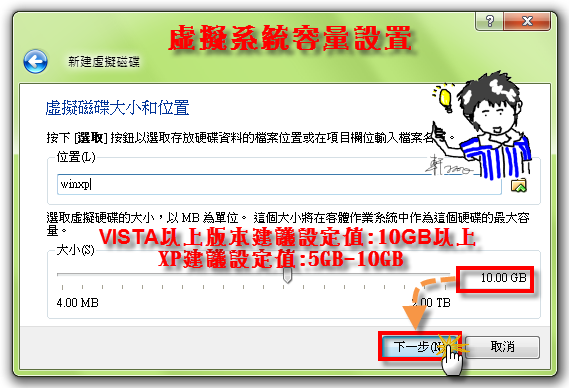 虛擬系統容量設置
新建虛擬磁碟
虛擬磁碟大小和位置
按下 [選取] 按鈕以選取存放硬碟資料的檔案位置或在項目欄位輸入檔案名。
位置(L)
winxp
選取虛擬硬碟的大小，以 MB 為單位。 這個大小將在客體作業系統中作為這個硬碟的最大容
量。
VISTA以上版本建議設定值:10GB以上
大小(S)
XP建議設定值:5GB-10GB
10.00 GB
4.00 MB
2.00 TB
下一步(N)
取消